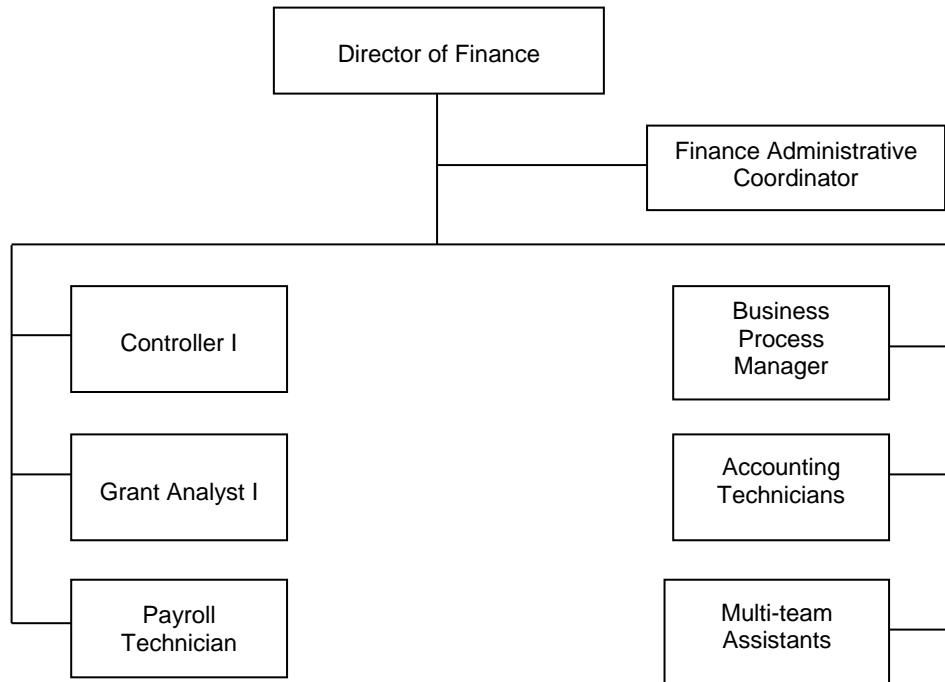 Director of Finance
Finance Administrative
Coordinator
Controller I
Grant Analyst I
Payroll
Technician
Business
Process
Manager
Accounting
Technicians
Multi-team
Assistants